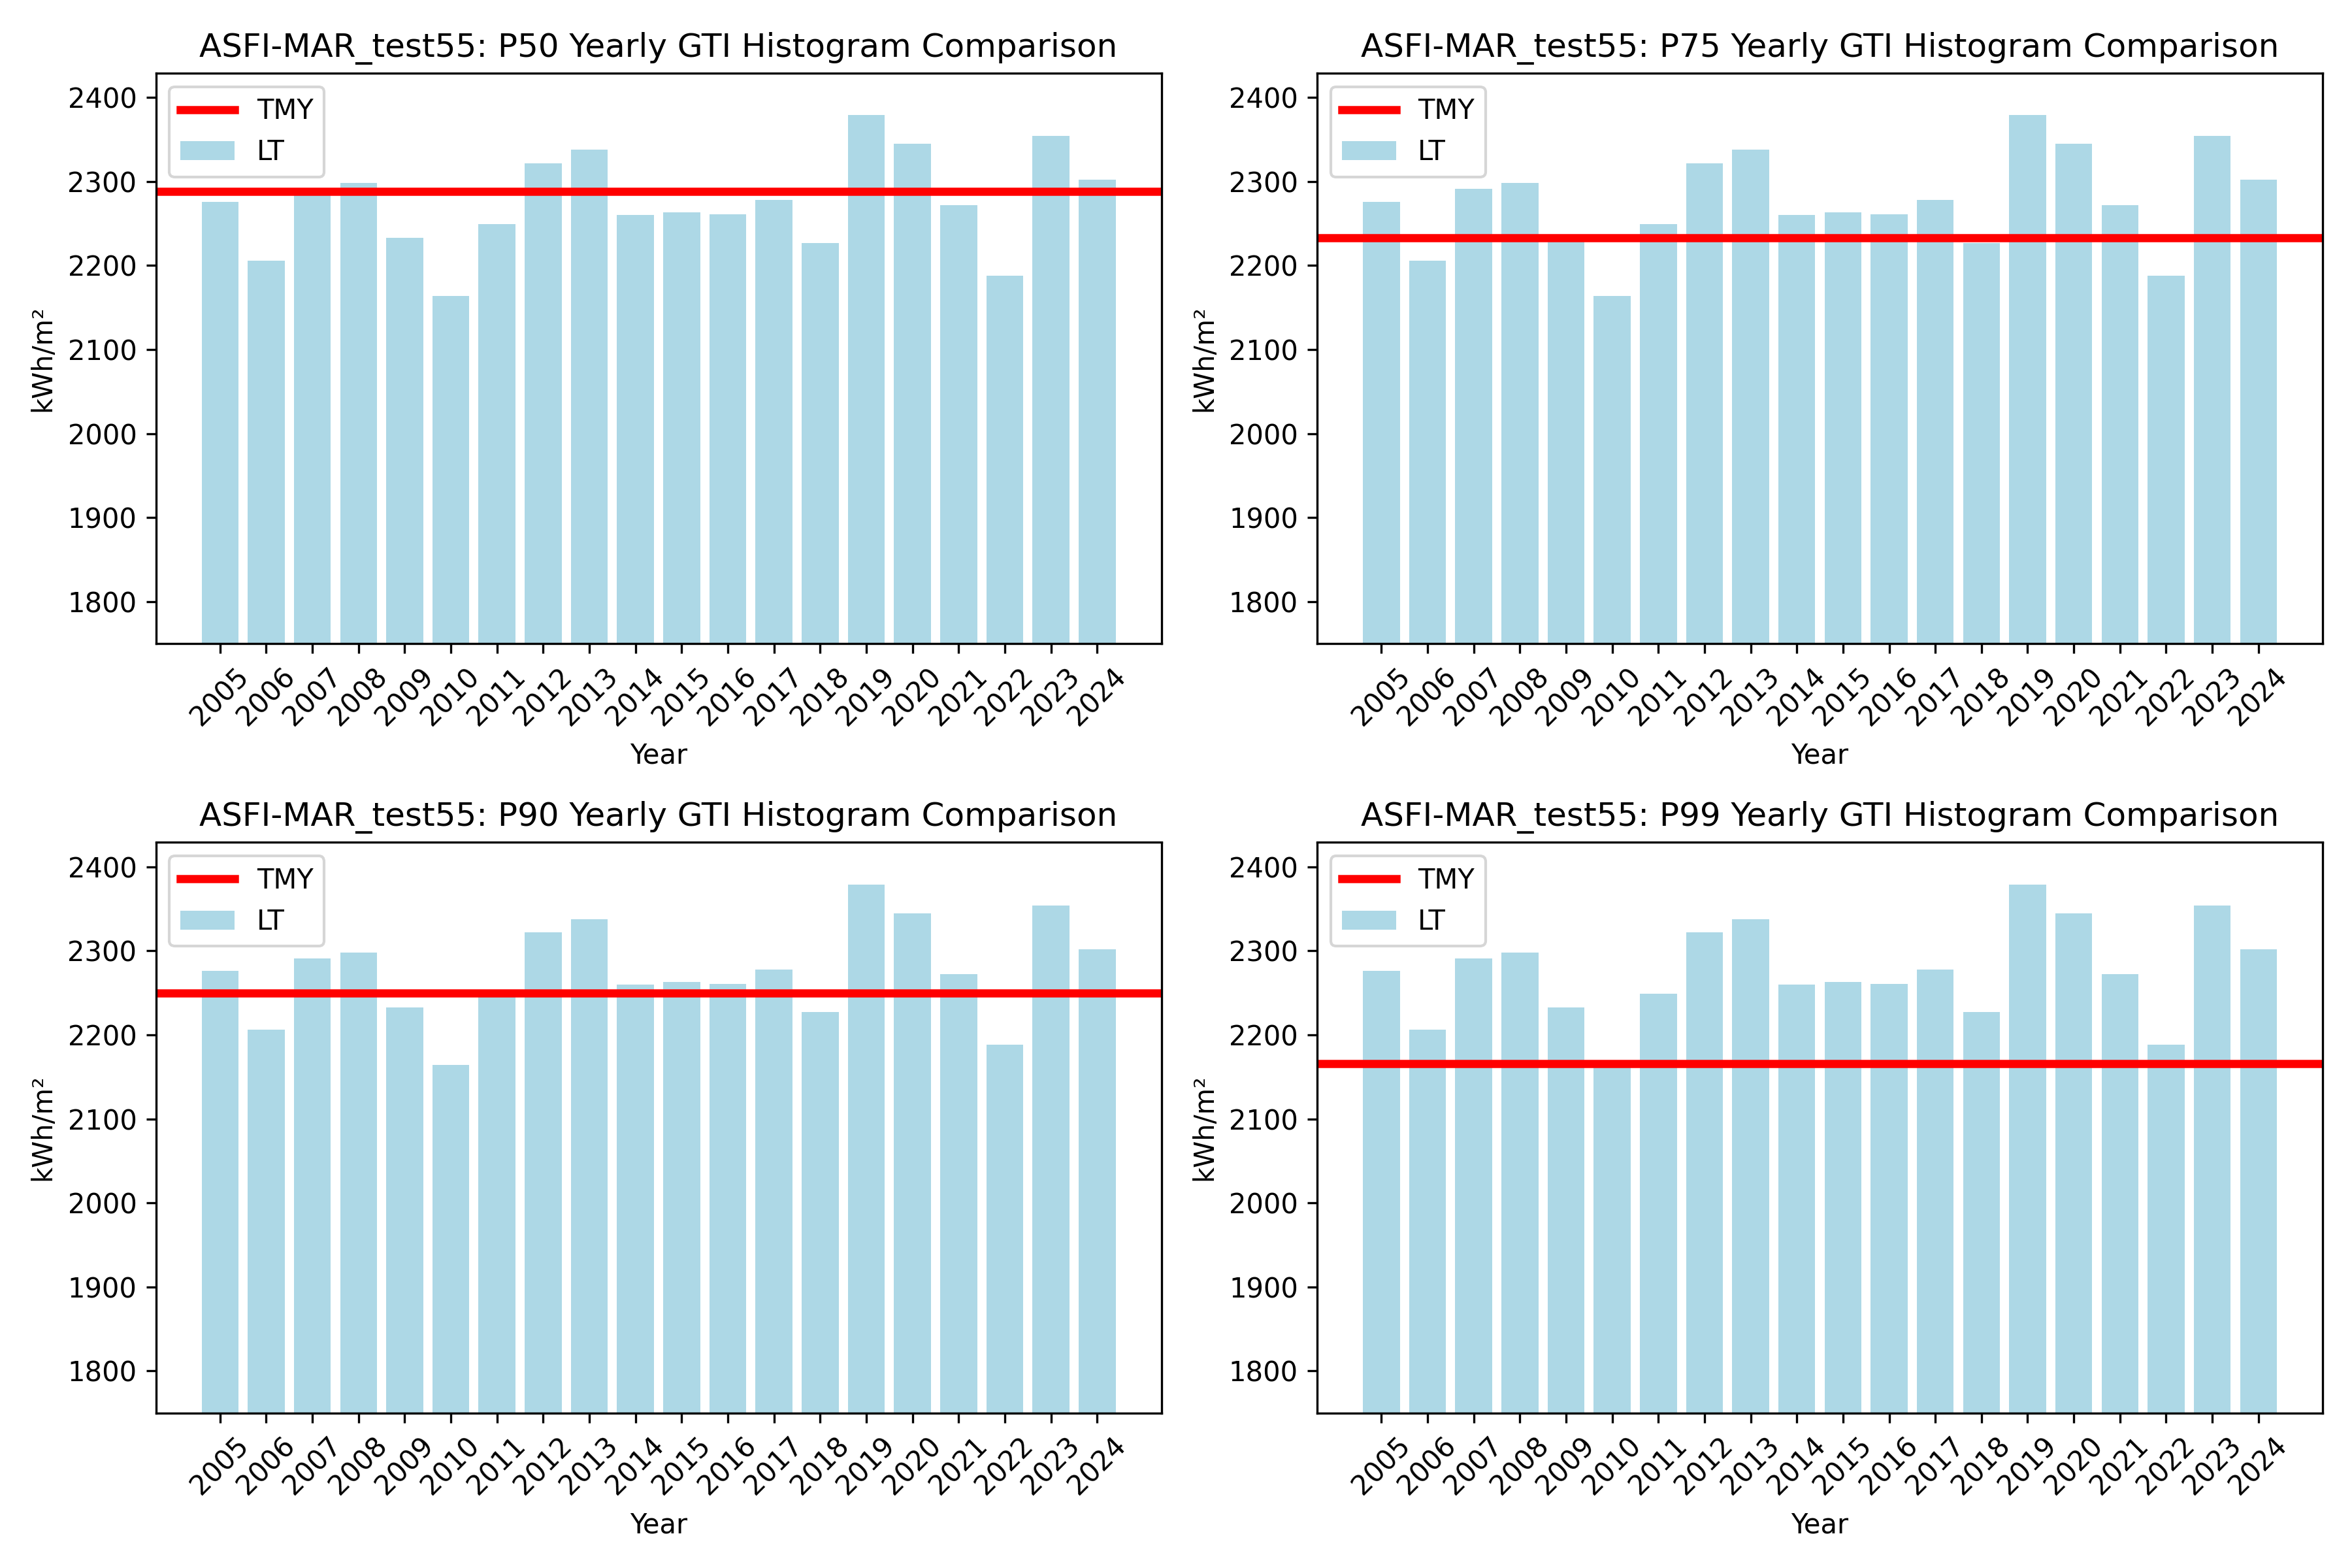 ASFI-MAR_test55: P50 Yearly GTI Histogram Comparison
TMY
LT
kWh/m²
2400
2300
2200
2100
2000
1900
1800
2005 2006 2007 2008 2009 2010 2011 2012 2013 2014 2015 2016 2017 2018 2019 2020 2021 2022 2023 2024
Year
ASFI-MAR_test55: P75 Yearly GTI Histogram Comparison
TMY
LT
kWh/m²
2400
2300
2200
2100
2000
1900
1800
2005 2006 2007 2008 2009 2010 2011 2012 2013 2014 2015 2016 2017 2018 2019 2020 2021 2022 2023 2024
Year
ASFI-MAR_test55: P90 Yearly GTI Histogram Comparison
TMY
LT
kWh/m²
2400
2300
2200
2100
2000
1900
1800
2005 2006 2007 2008 2009 2010 2011 2012 2013 2014 2015 2016 2017 2018 2019 2020 2021 2022 2023 2024
Year
ASFI-MAR_test55: P99 Yearly GTI Histogram Comparison
TMY
LT
kWh/m²
2400
2300
2200
2100
2000
1900
1800
2005 2006 2007 2008 2009 2010 2011 2012 2013 2014 2015 2016 2017 2018 2019 2020 2021 2022 2023 2024
Year